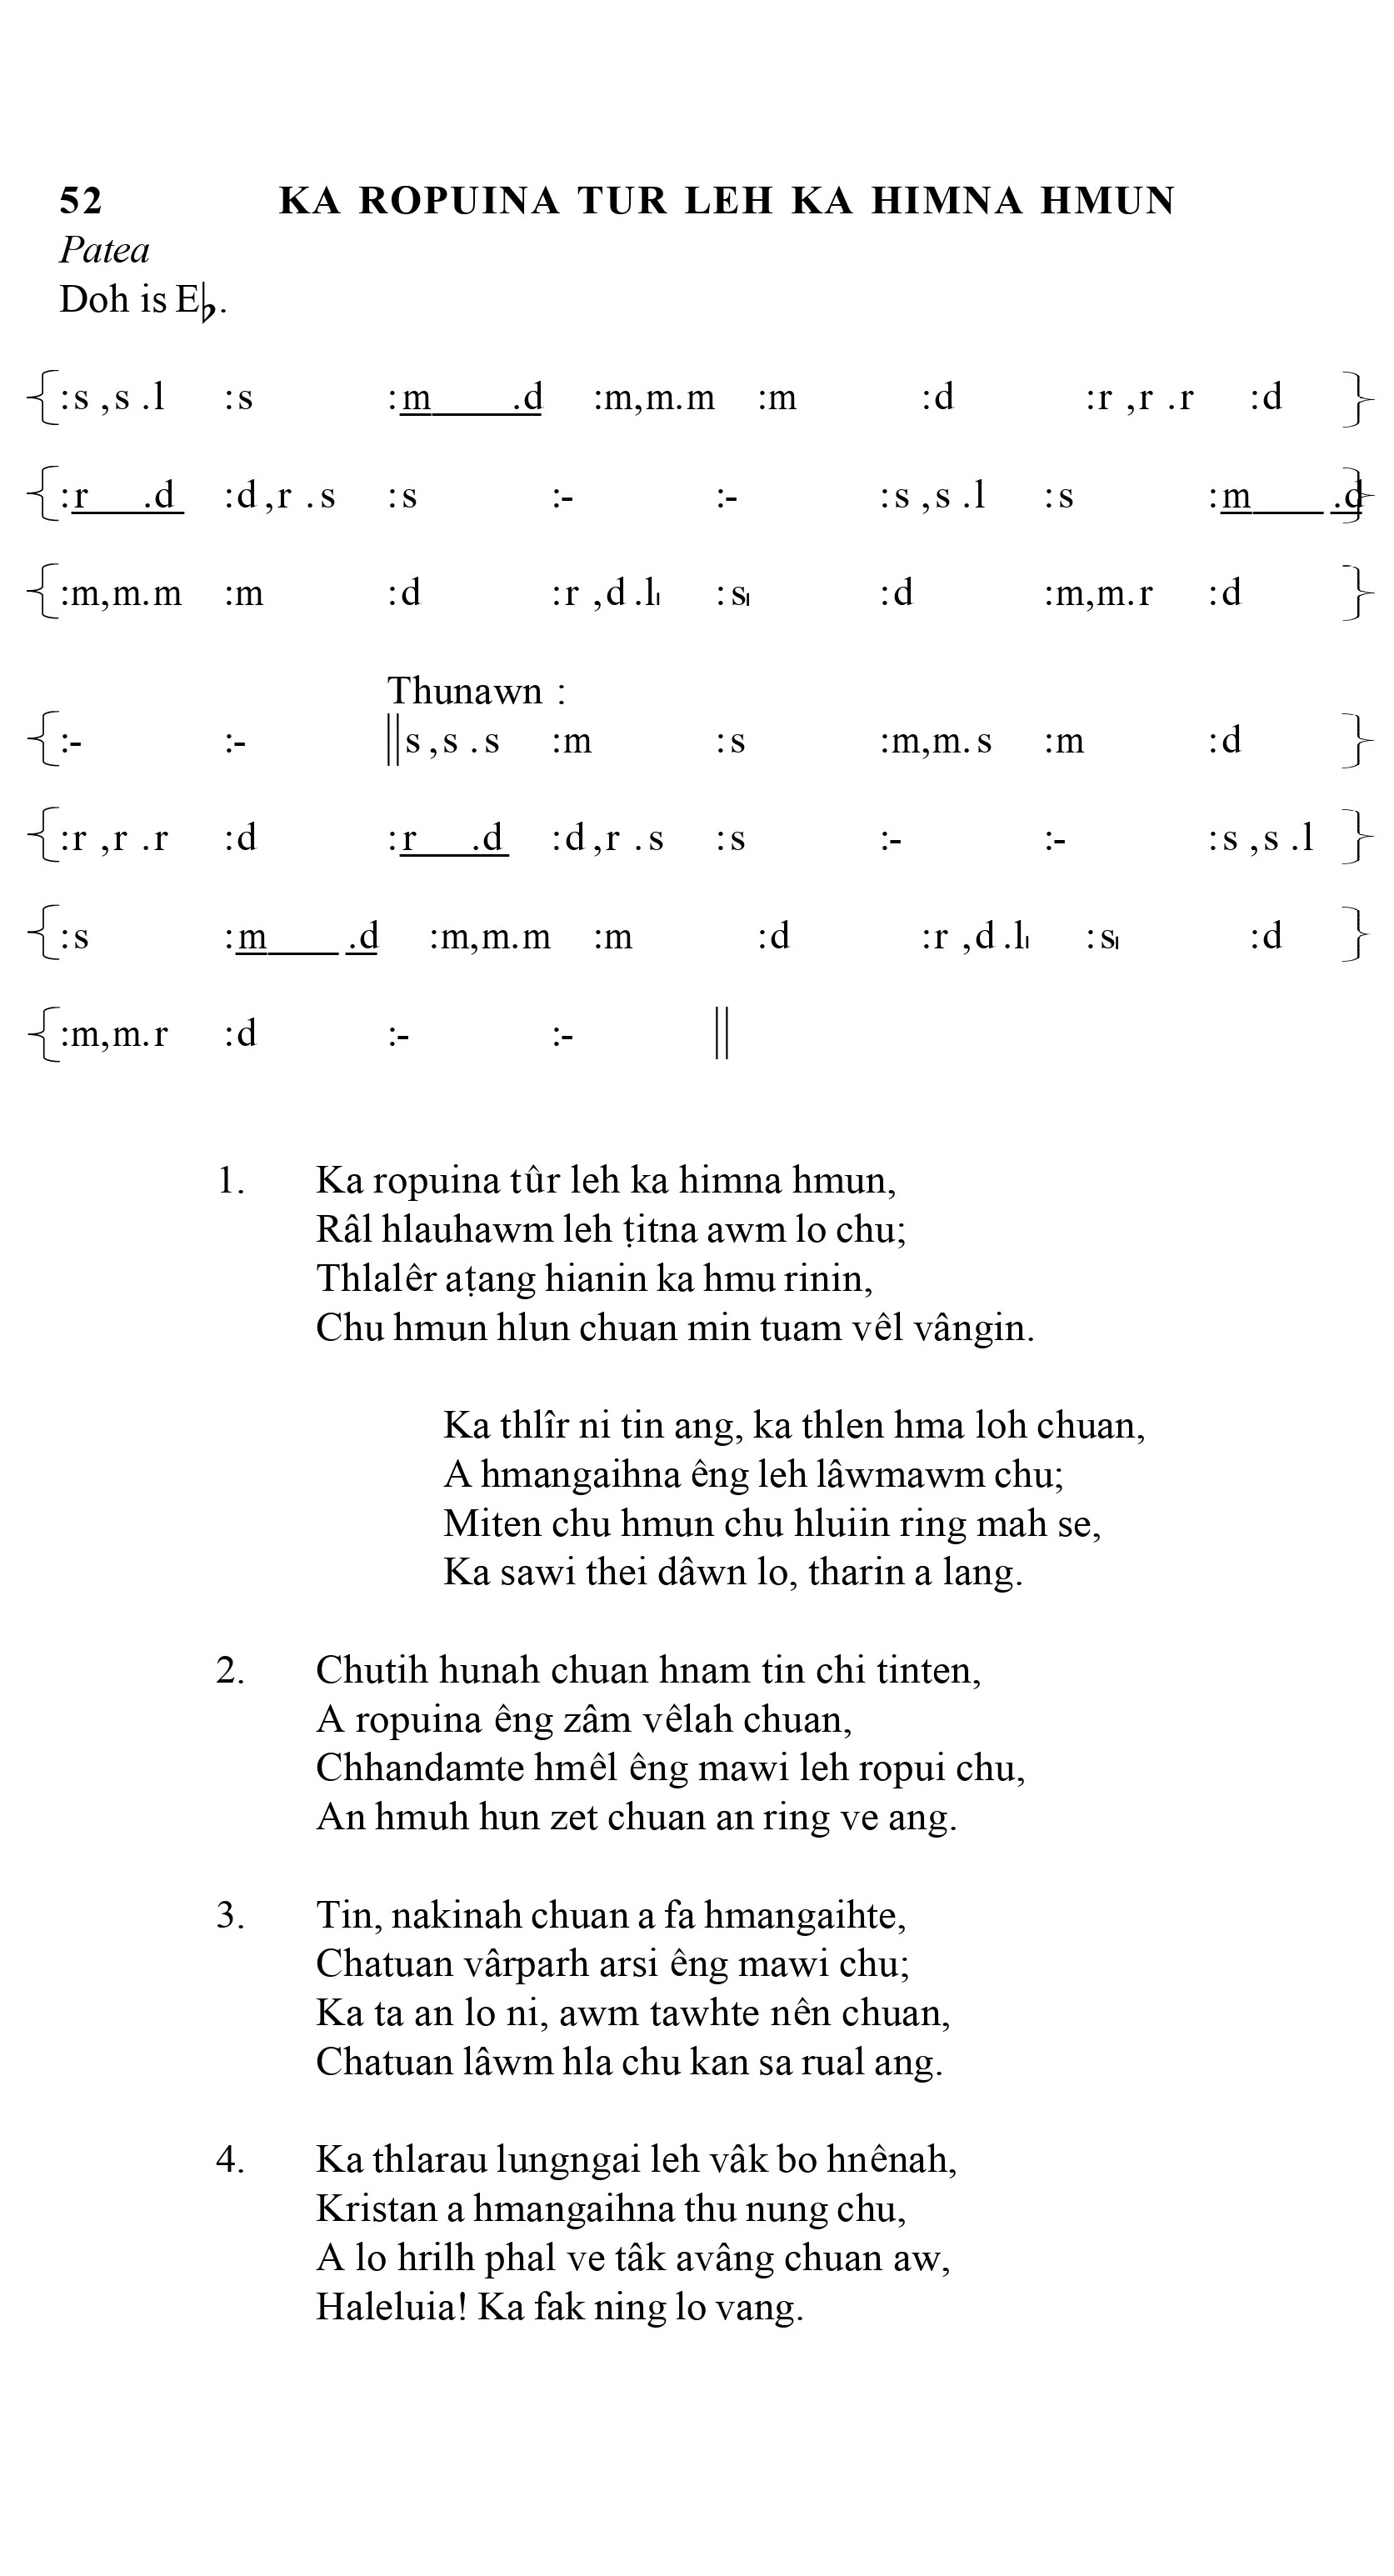 52 KA ROPUINA TUR LEH KA HIMNA HMUN
Patea
Doh is E♭.
{:s ,s .l :s :m .d :m,m.m :m :d :r ,r .r :d }
{:r .d :d ,r .s :s :- :- :s ,s .l :s :m .d }
{:m,m.m :m :d :r ,d .l, :s, :d :m,m.r :d }
Thunawn :
{:- :- ||s ,s .s :m :s :m,m.s :m :d }
{:r ,r .r :d :r .d :d ,r .s :s :- :- :s ,s .l }
{:s :m .d :m,m.m :m :d :r ,d .l, :s, :d }
{:m,m.r :d :- :- ||
1. Ka ropuina tûr leh ka himna hmun,
Râl hlauhawm leh ṭitna awm lo chu;
Thlalêr aṭang hianin ka hmu rinin,
Chu hmun hlun chuan min tuam vêl vângin.
Ka thlîr ni tin ang, ka thlen hma loh chuan,
A hmangaihna êng leh lâwmawm chu;
Miten chu hmun chu hluiin ring mah se,
Ka sawi thei dâwn lo, tharin a lang.
2. Chutih hunah chuan hnam tin chi tinten,
A ropuina êng zâm vêlah chuan,
Chhandamte hmêl êng mawi leh ropui chu,
An hmuh hun zet chuan an ring ve ang.
3. Tin, nakinah chuan a fa hmangaihte,
Chatuan vârparh arsi êng mawi chu;
Ka ta an lo ni, awm tawhte nên chuan,
Chatuan lâwm hla chu kan sa rual ang.
4. Ka thlarau lungngai leh vâk bo hnênah,
Kristan a hmangaihna thu nung chu,
A lo hrilh phal ve tâk avâng chuan aw,
Haleluia! Ka fak ning lo vang.